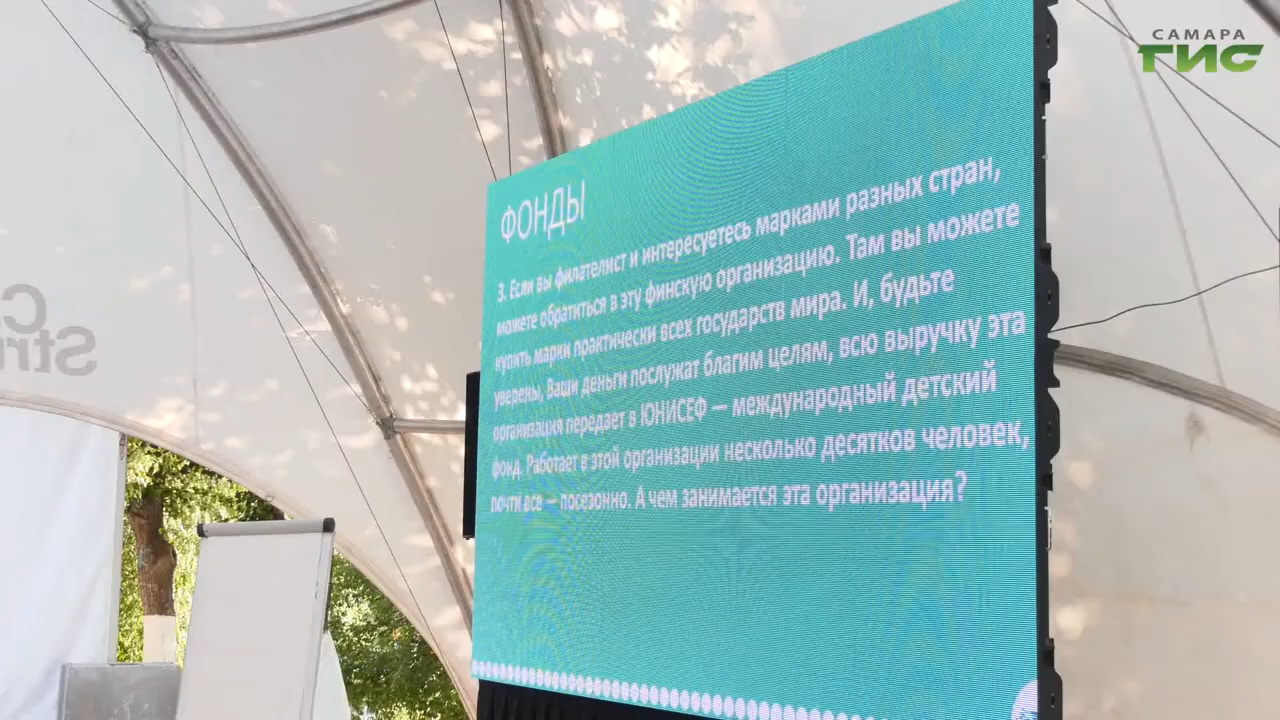 САМАРА
ГИС
ФОНДЫ
3. Если вы филателист и интересуетесь марками разных стран,
можете обратиться в эту финскую организацию. Там вы можете
купить марки практически всех государств мира. И, будьте
уверены, Ваши деньги послужат благим целям, всю выручку эта
организация передает в ЮНИСЕФ — международный детский
фонд. Работает в этой организации несколько десятков человек,
почти все — посезонно. А чем занимается эта организация?